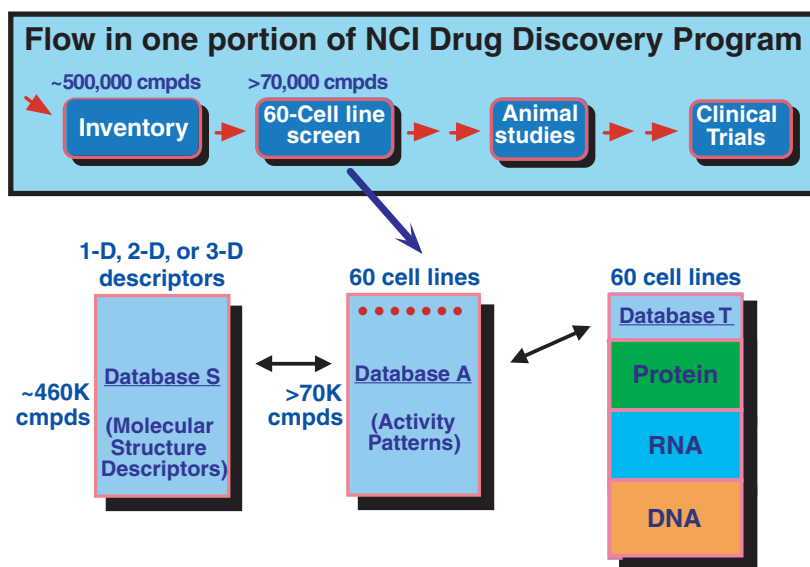 Flow in one portion of NCI Drug Discovery Program
~500,000 cmpds
>70,000 cmpds
Inventory
60-Cell line
screen
Animal
studies
Clinical
Trials
1-D, 2-D, or 3-D
descriptors
60 cell lines
60 cell lines
~460K
cmpds
Database S
(Molecular
Structure
Descriptors)
>70K
cmpds
Database A
(Activity
Patterns)
Database T
Protein
RNA
DNA